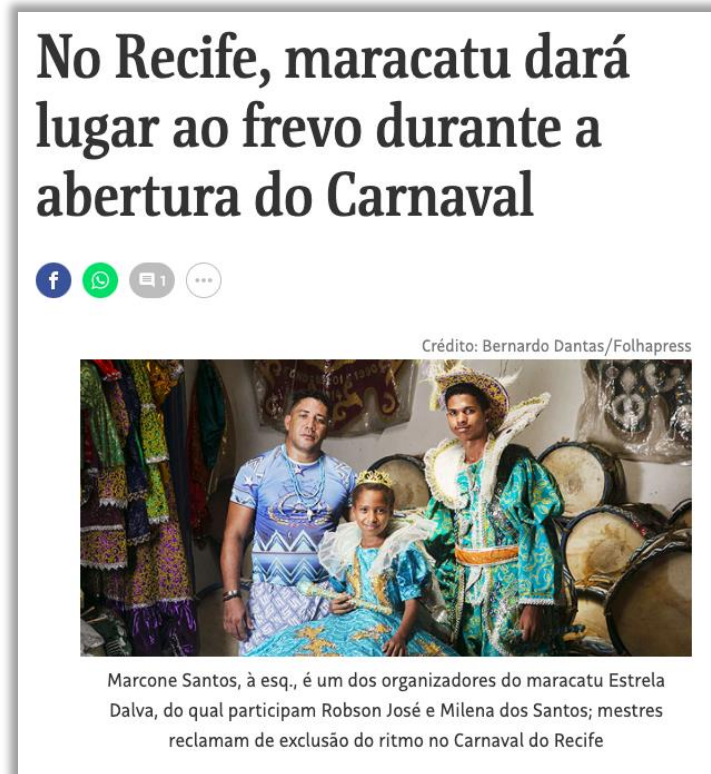 No Recife, maracatu dará
lugar ao frevo durante a
abertura do Carnaval
f
1
Crédito: Bernardo Dantas/Folhapress
Marcone Santos, à esq., é um dos organizadores do maracatu Estrela
Dalva, do qual participam Robson José e Milena dos Santos; mestres
reclamam de exclusão do ritmo no Carnaval do Recife